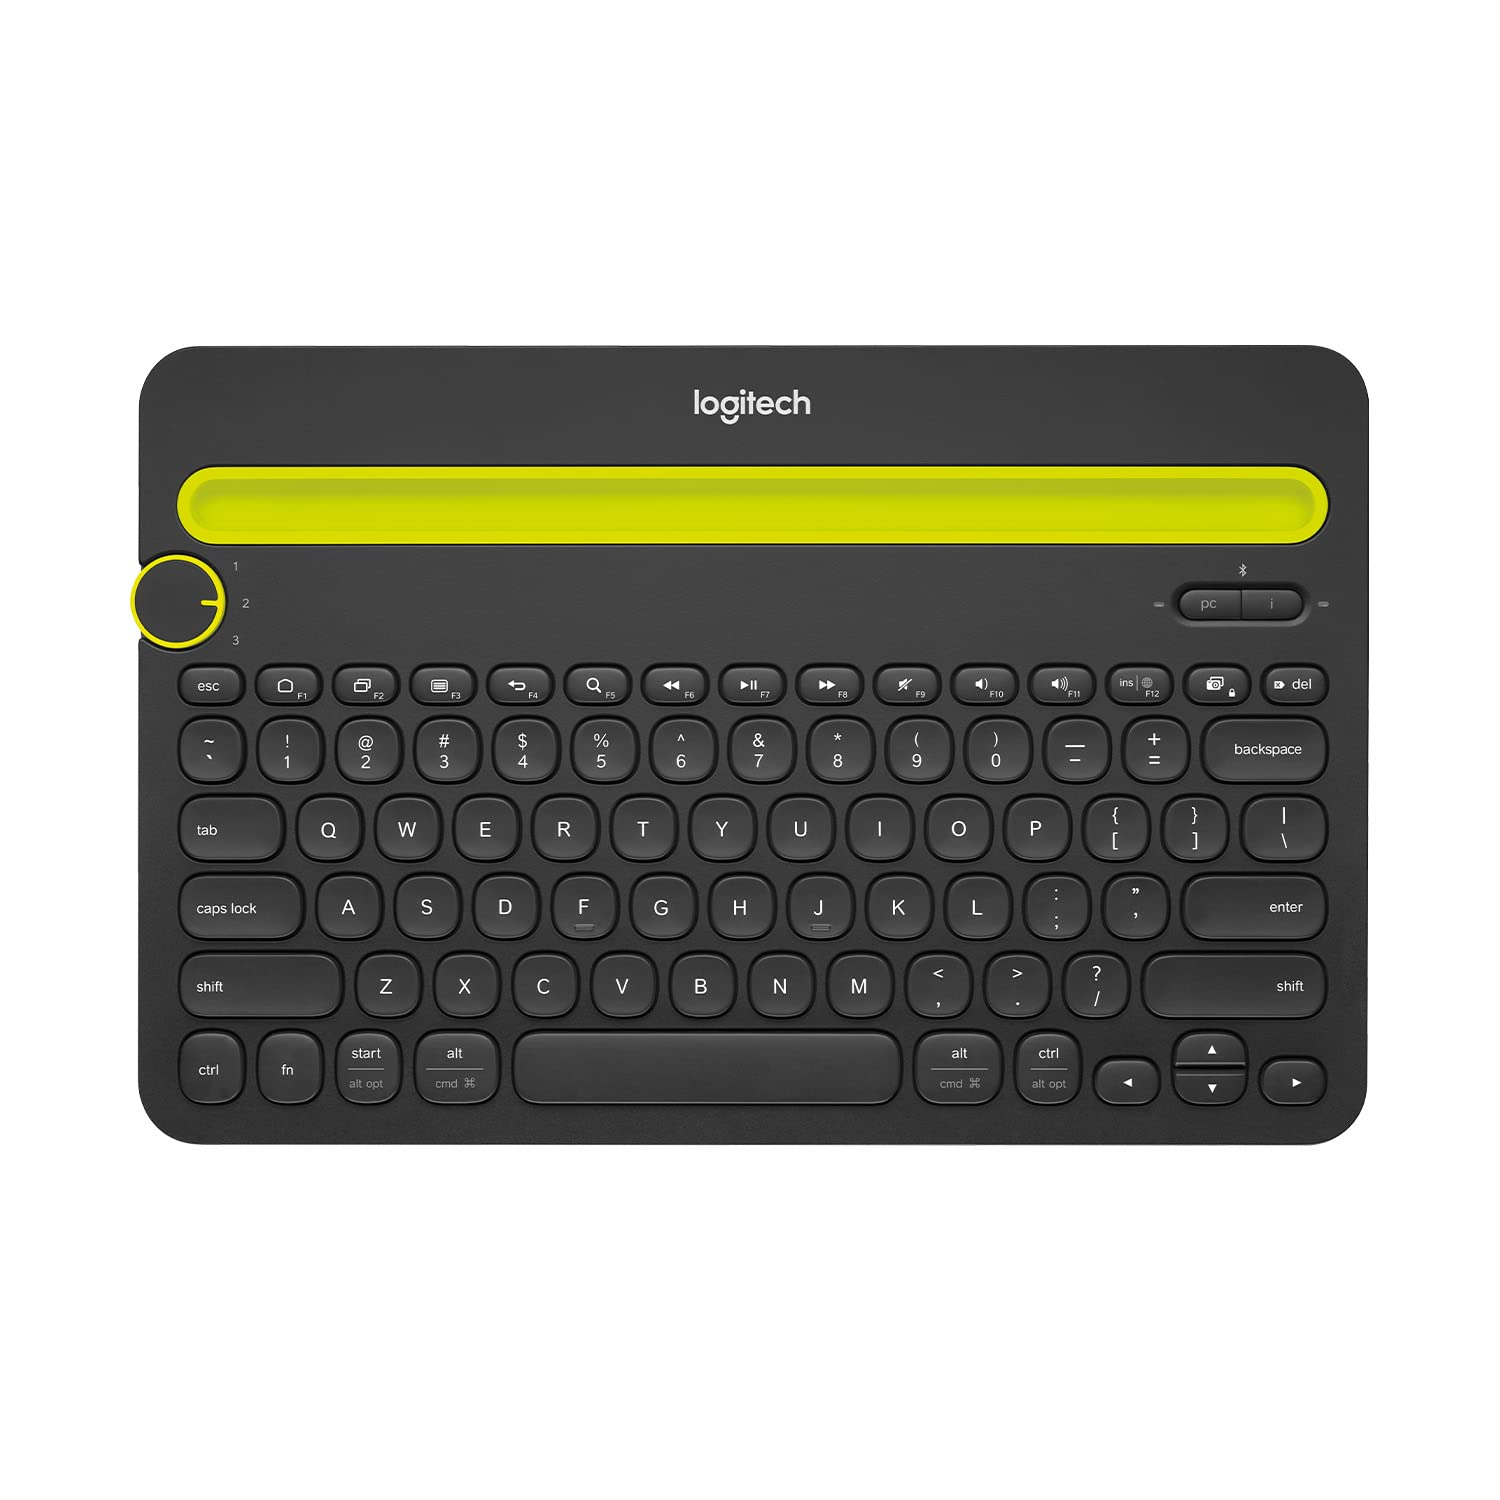 logitech
1
2
3
pc i
esc F1 F2 F3 F4 F5 F6 F7 F8 F9 F10 F11 ins F12 del
~ ! @ # $ % ^ & * ( ) — +
` 1 2 3 4 5 6 7 8 9 0 - = backspace
tab Q W E R T Y U I O P { [ } ] | \
caps lock A S D F G H J K L : ; " ' enter
shift Z X C V B N M < , > . ? / shift
ctrl fn start alt alt ctrl
alt opt cmd ⌘ cmd ⌘ alt opt